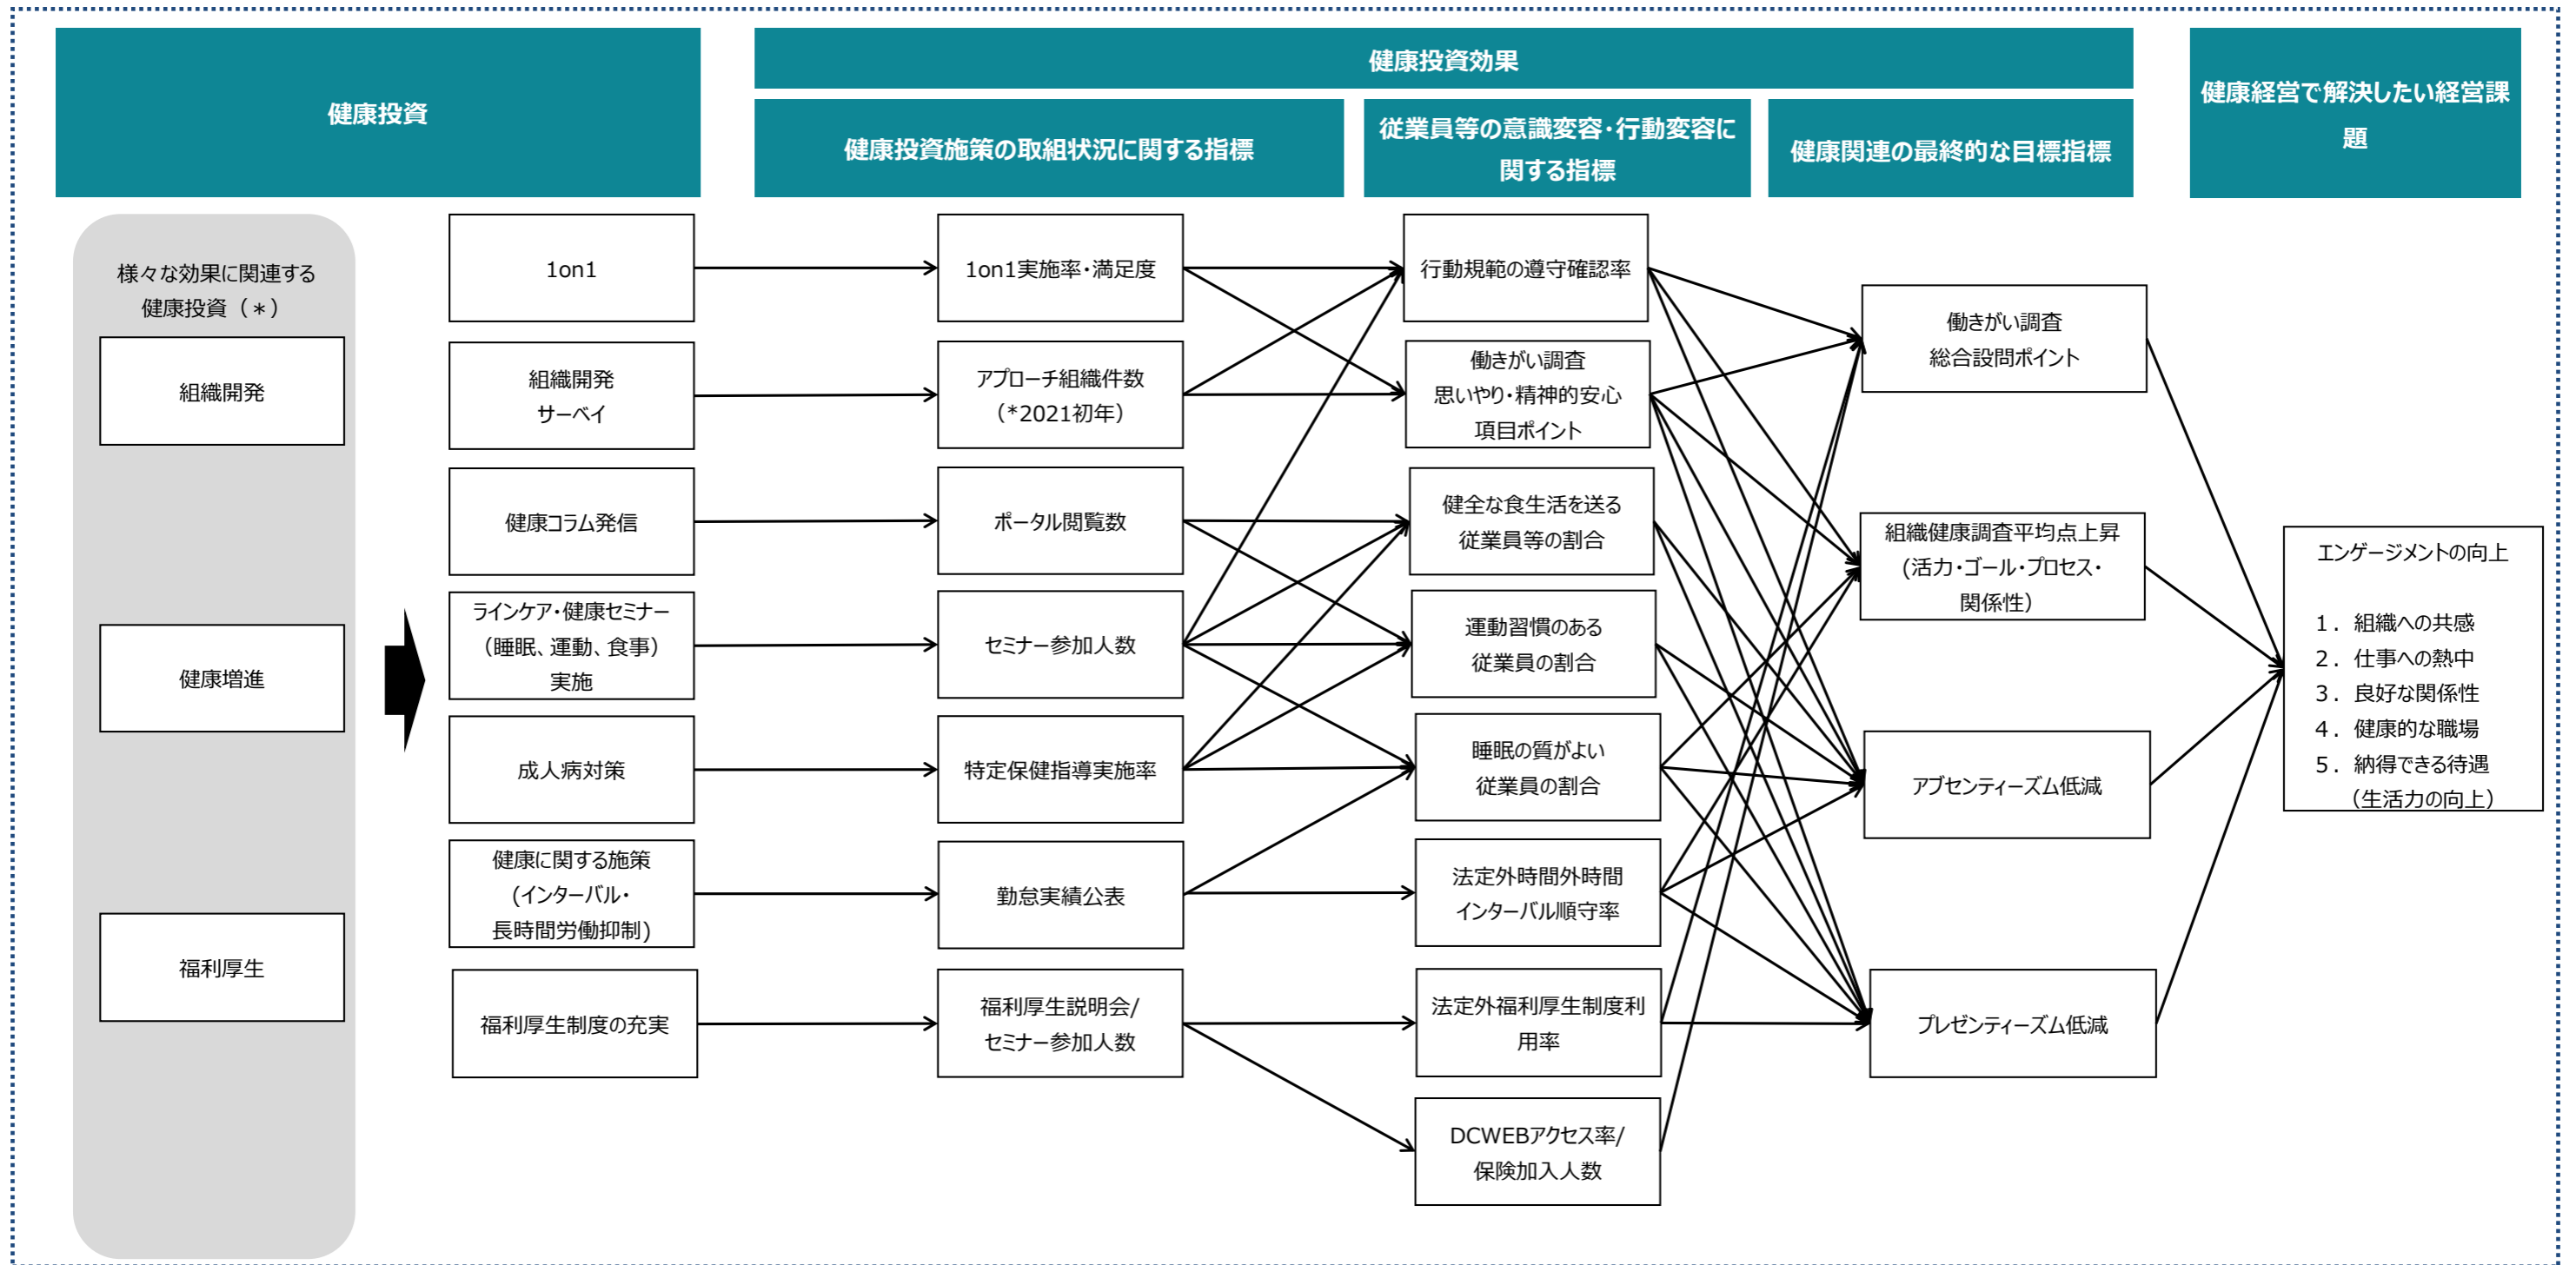 健康投資
健康投資効果
健康投資施策の取組状況に関する指標
従業員等の意識変容・行動変容に
関する指標
健康関連の最終的な目標指標
健康経営で解決したい経営課
題
様々な効果に関連する
健康投資（＊）
組織開発
健康増進
福利厚生
1on1
組織開発
サーベイ
健康コラム発信
ラインケア・健康セミナー
（睡眠、運動、食事）
実施
成人病対策
健康に関する施策
(インターバル・
長時間労働抑制)
福利厚生制度の充実
1on1実施率・満足度
アプローチ組織件数
（*2021初年）
ポータル閲覧数
セミナー参加人数
特定保健指導実施率
勤怠実績公表
福利厚生説明会/
セミナー参加人数
行動規範の遵守確認率
働きがい調査
思いやり・精神的安心
項目ポイント
健全な食生活を送る
従業員等の割合
運動習慣のある
従業員の割合
睡眠の質がよい
従業員の割合
法定外時間外時間
インターバル順守率
法定外福利厚生制度利
用率
DCWEBアクセス率/
保険加入人数
働きがい調査
総合設問ポイント
組織健康調査平均点上昇
(活力・ゴール・プロセス・
関係性)
アブセンティーズム低減
プレゼンティーズム低減
エンゲージメントの向上
1．組織への共感
2．仕事への熱中
3．良好な関係性
4．健康的な職場
5．納得できる待遇
（生活力の向上）